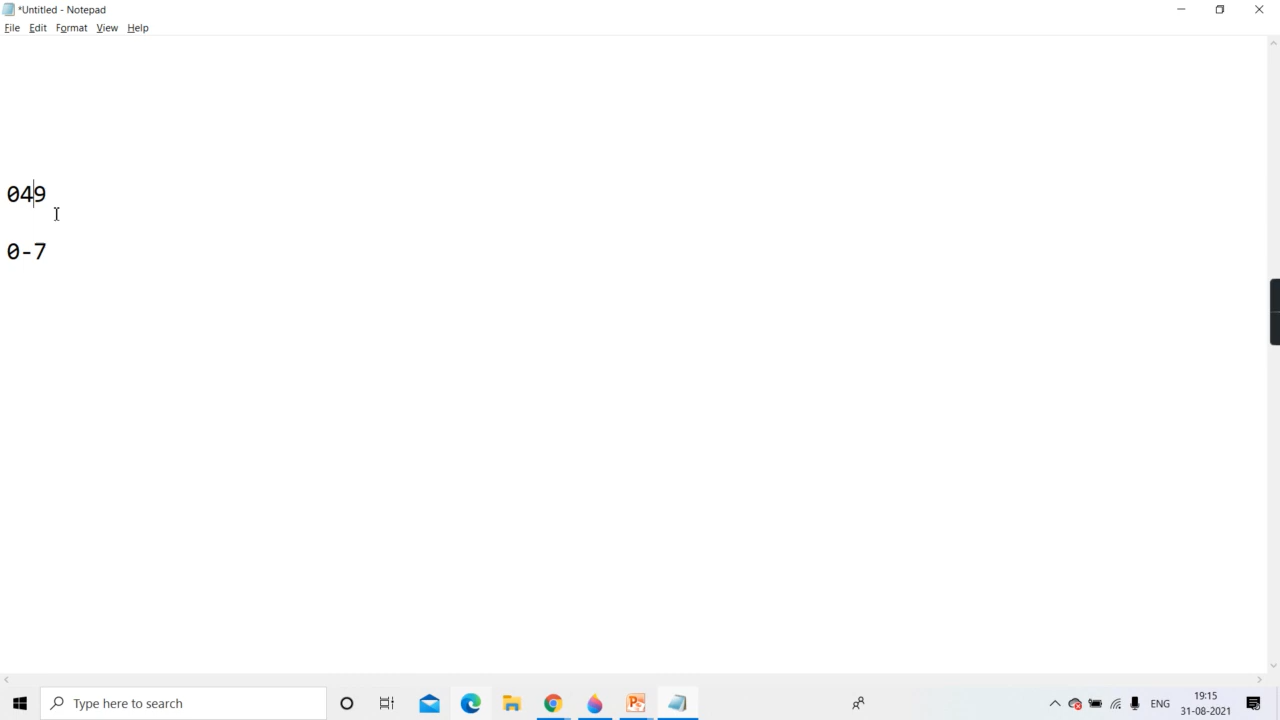 *Untitled - Notepad
File Edit Format View Help
049
0-7
Type here to search
ENG
19:15
31-08-2021